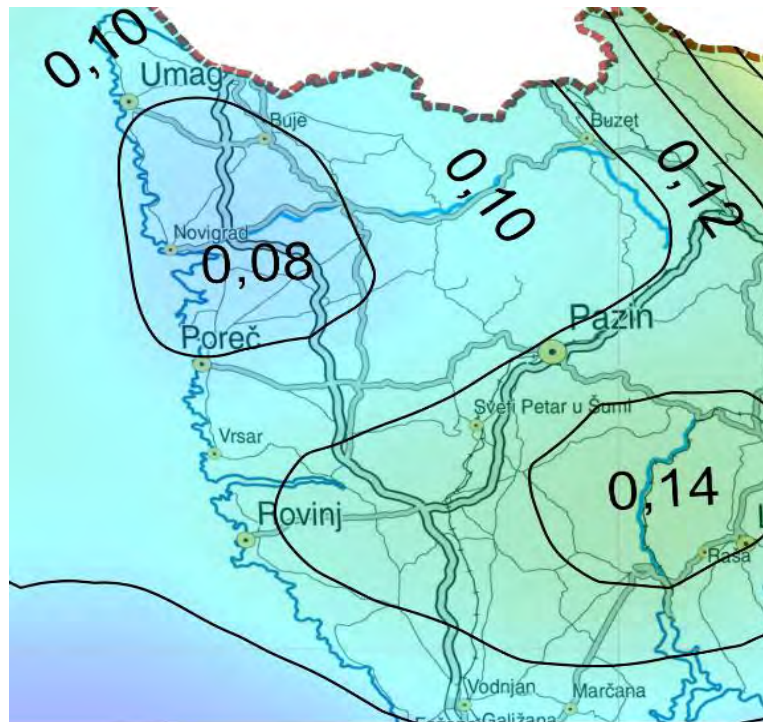 0,10
Umag
Buje
Buzet
0,10
0,12
Novigrad
0,08
Poreč
Pazin
Sveti Petar u Šumi
Vrsar
0,14
Rovinj
Raša
Vodnjan
Marčana
Galižana